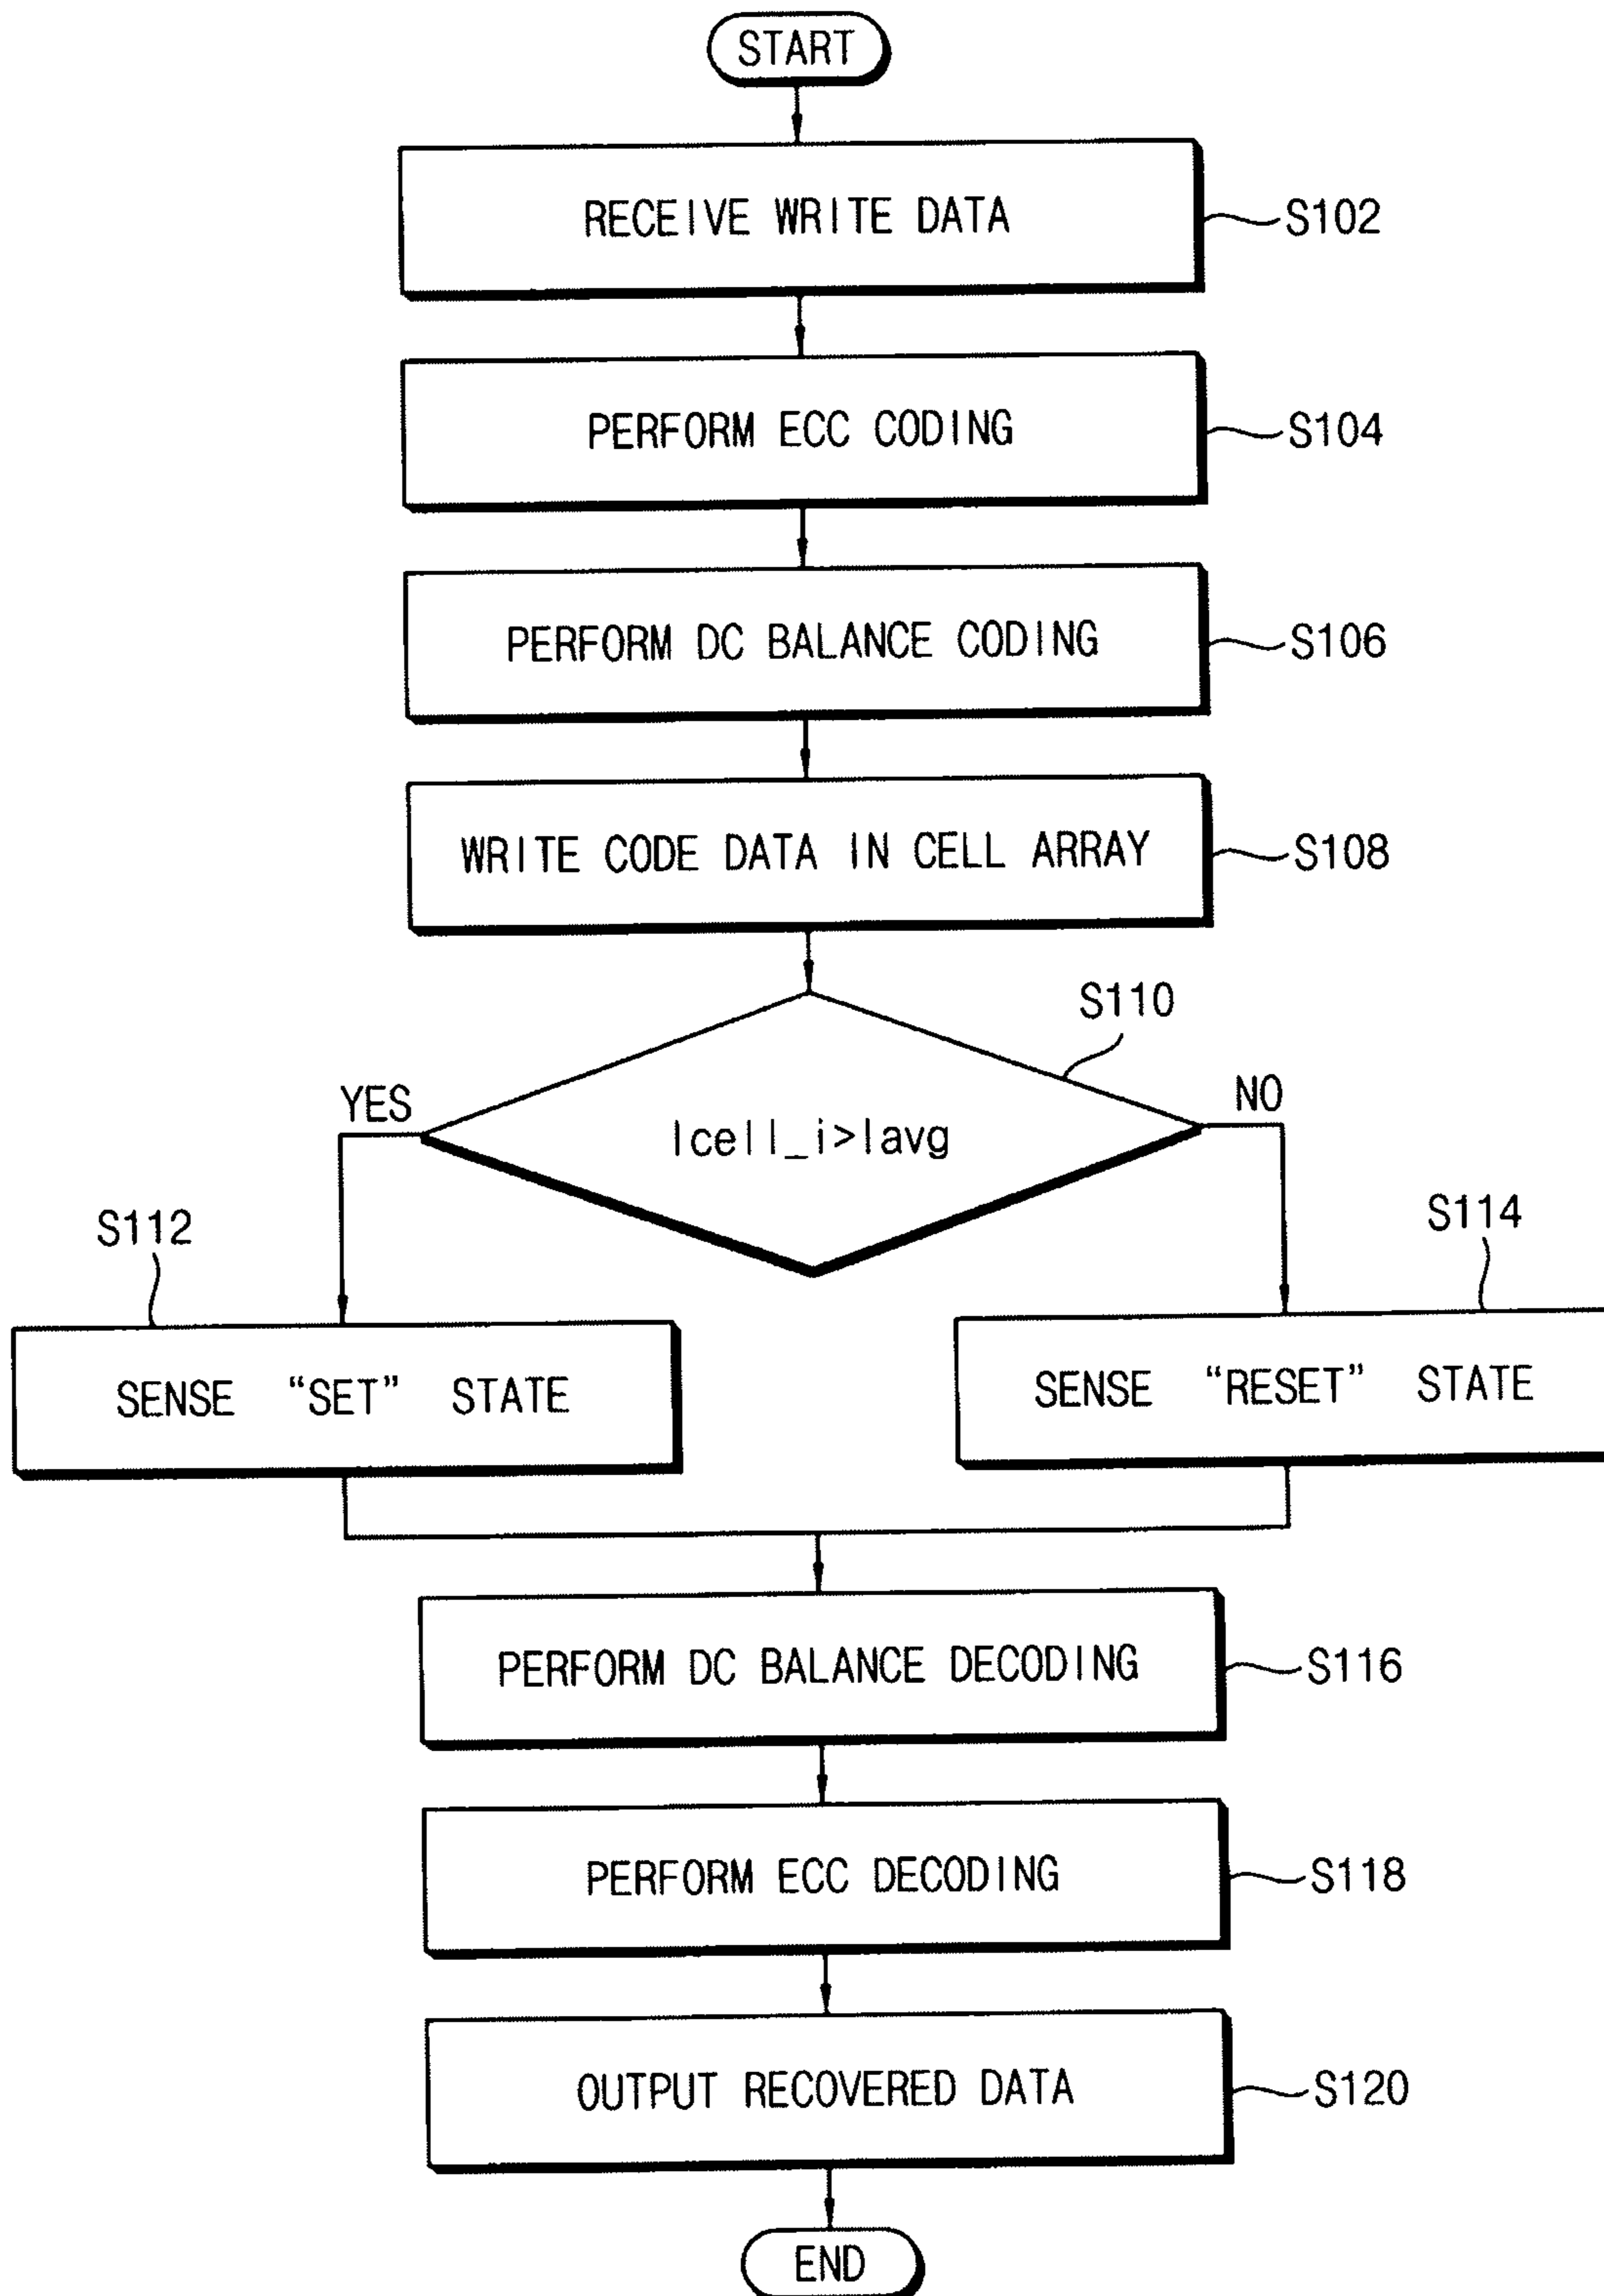 START
RECEIVE WRITE DATA
S102
PERFORM ECC CODING
S104
PERFORM DC BALANCE CODING
S106
WRITE CODE DATA IN CELL ARRAY
S108
S110
YES
Icell_i>Iavg
NO
S112
S114
SENSE “SET” STATE
SENSE “RESET” STATE
PERFORM DC BALANCE DECODING
S116
PERFORM ECC DECODING
S118
OUTPUT RECOVERED DATA
S120
END